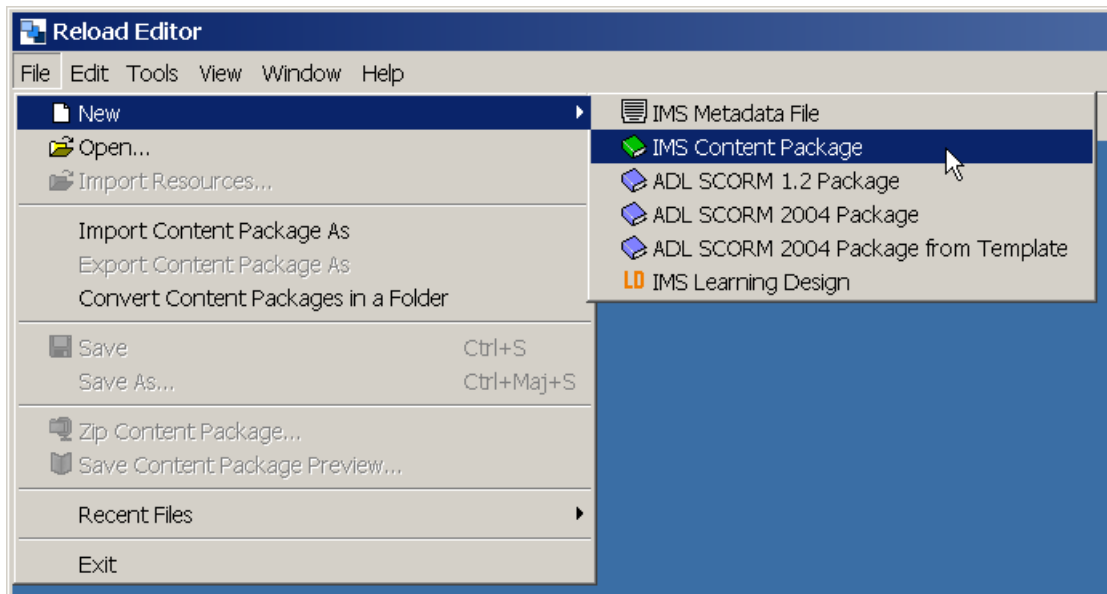 Reload Editor
File Edit Tools View Window Help
New
Open...
Import Resources...
Import Content Package As
Export Content Package As
Convert Content Packages in a Folder
Save Ctrl+S
Save As... Ctrl+Maj+S
Zip Content Package...
Save Content Package Preview...
Recent Files
Exit
IMS Metadata File
IMS Content Package
ADL SCORM 1.2 Package
ADL SCORM 2004 Package
ADL SCORM 2004 Package from Template
LD IMS Learning Design